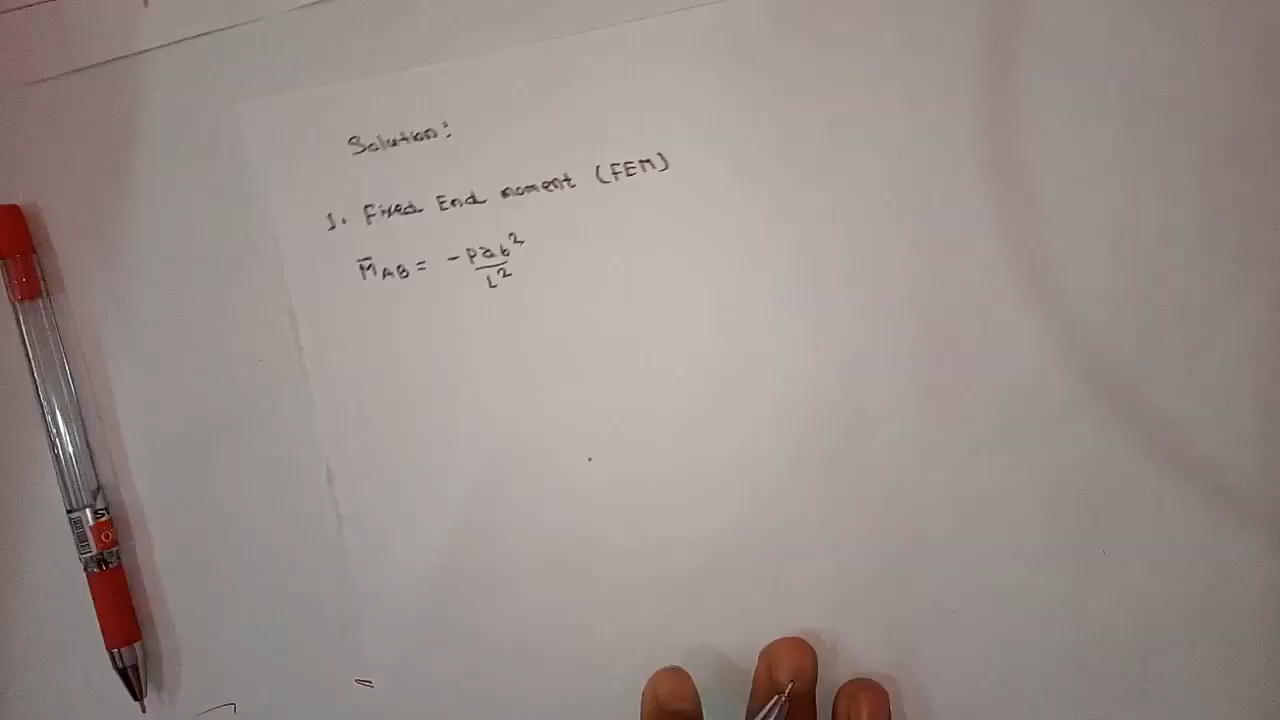 Solution:
1. Fixed End moment (FEM)
M̅AB = -Pab²/L²